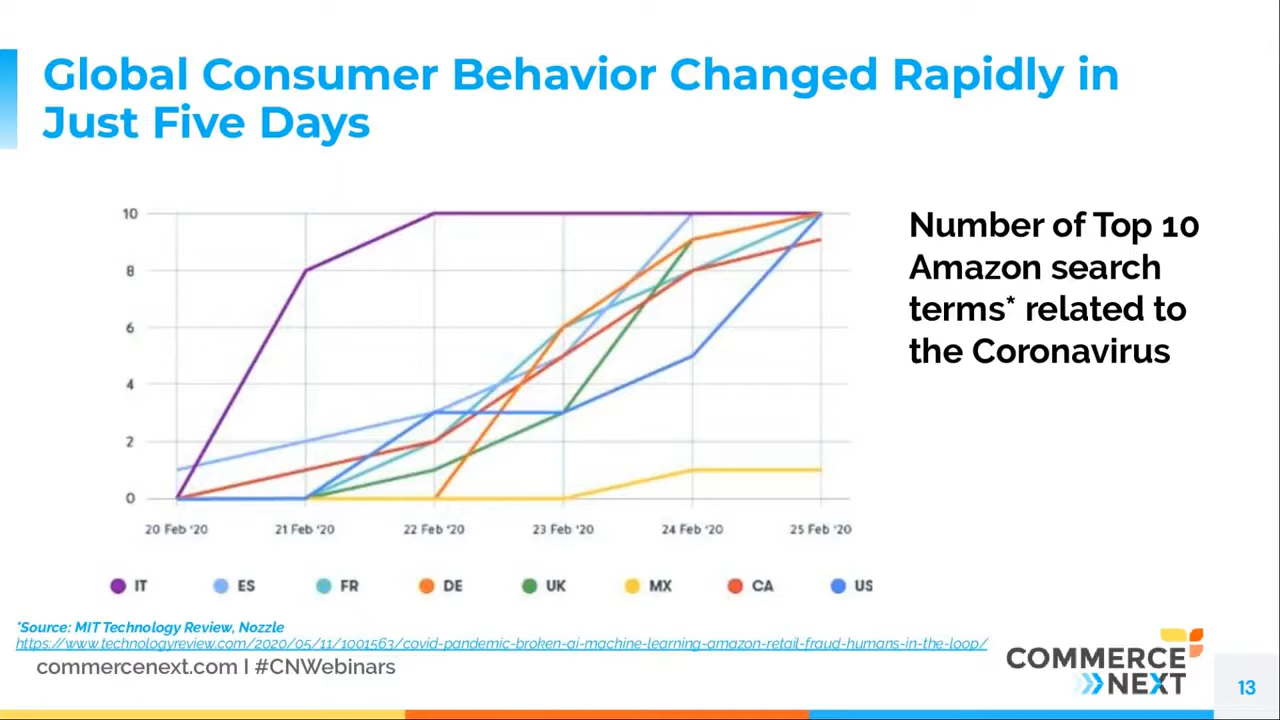 Global Consumer Behavior Changed Rapidly in
Just Five Days
10
8
6
4
2
0
20 Feb '20 21 Feb '20 22 Feb '20 23 Feb '20 24 Feb '20 25 Feb '20
IT ES FR DE UK MX CA US
Number of Top 10
Amazon search
terms* related to
the Coronavirus
*Source: MIT Technology Review, Nozzle
https://www.technologyreview.com/2020/05/11/1001563/covid-pandemic-broken-ai-machine-learning-amazon-retail-fraud-humans-in-the-loop/
commercenext.com I #CNWebinars
COMMERCE
NEXT
13